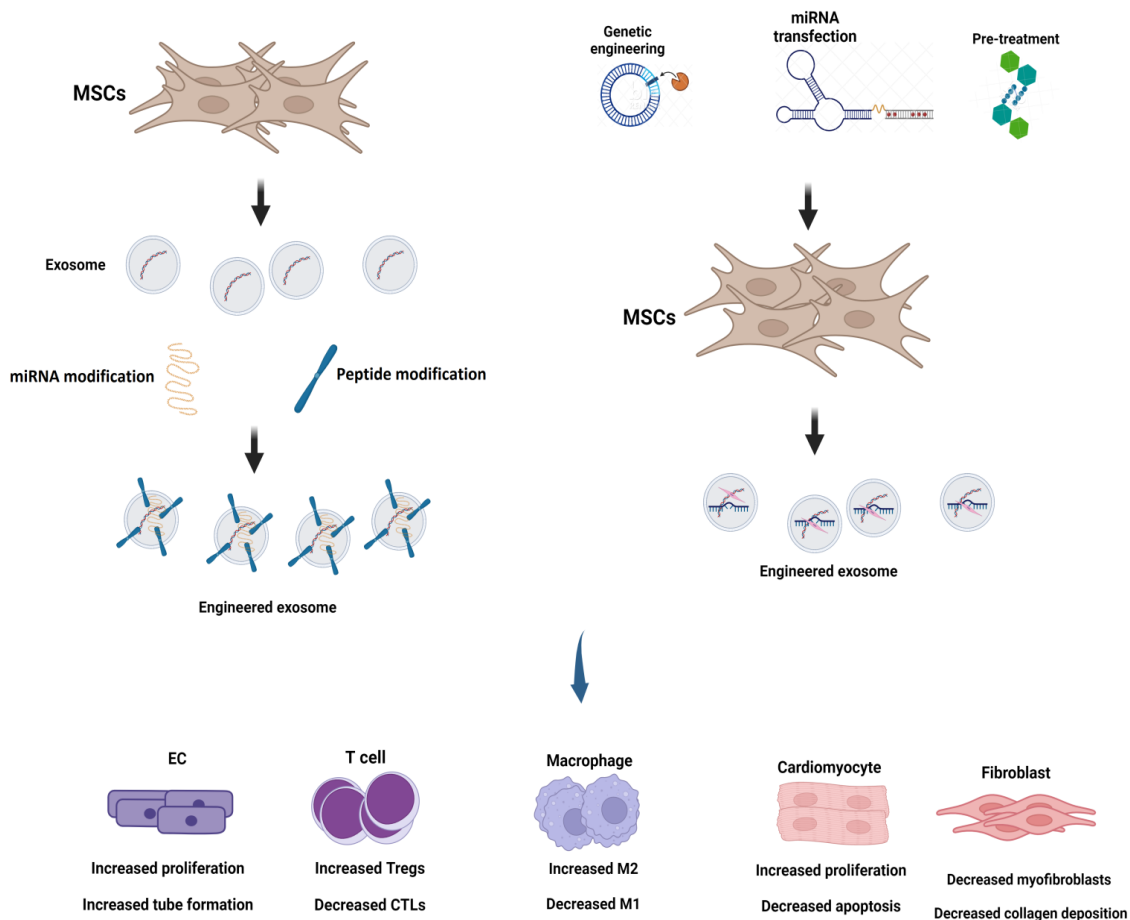 MSCs
Exosome
miRNA modification
Peptide modification
Engineered exosome
Genetic
engineering
miRNA
transfection
Pre-treatment
MSCs
Engineered exosome
EC
Increased proliferation
Increased tube formation
T cell
Increased Tregs
Decreased CTLs
Macrophage
Increased M2
Decreased M1
Cardiomyocyte
Increased proliferation
Decreased apoptosis
Fibroblast
Decreased myofibroblasts
Decreased collagen deposition